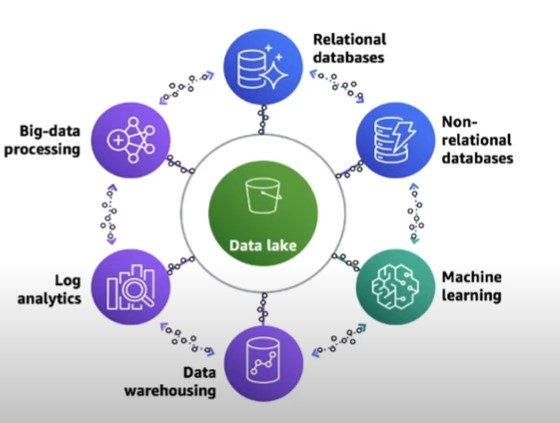 Relational
databases
Non-
relational
databases
Machine
learning
Data
warehousing
Log
analytics
Big-data
processing
Data lake